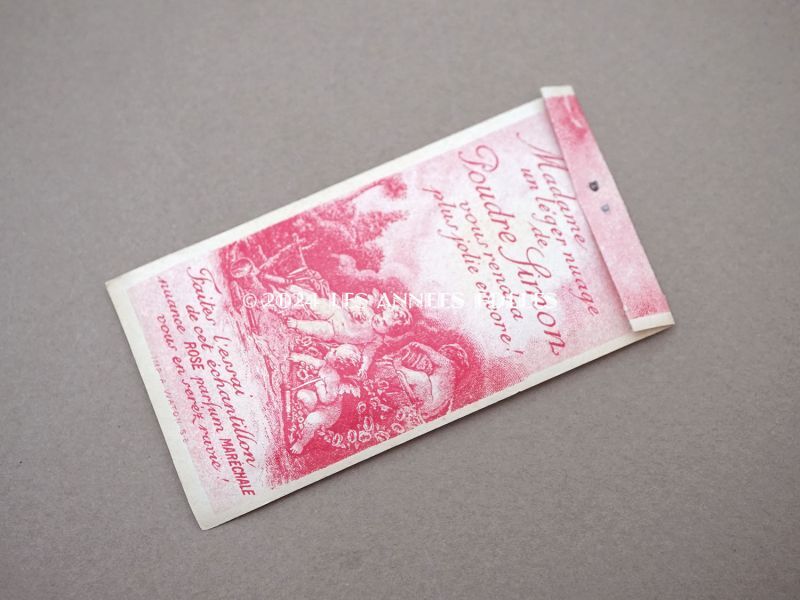 Madame
un léger nuage
de
Poudre Simon
vous rendra
plus jolie encore !
© 2024 LES ANNEES FOLLES
Faites l'essai
de cet échantillon
nuance ROSE parfum MARÉCHALE
vous en serez ravie !